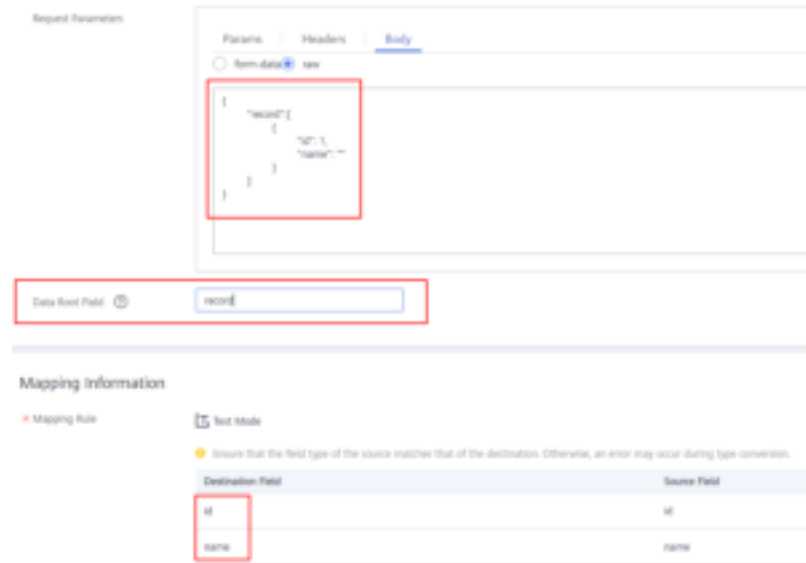 Request Parameters
Params Headers Body
form-data raw
{
"record":[
{
"id": 1,
"name": ""
}
]
}
Data Root Field
record
Mapping Information
* Mapping Rule
Text Mode
Ensure that the field type of the source matches that of the destination. Otherwise, an error may occur during type conversion.
Destination Field Source Field
id id
name name